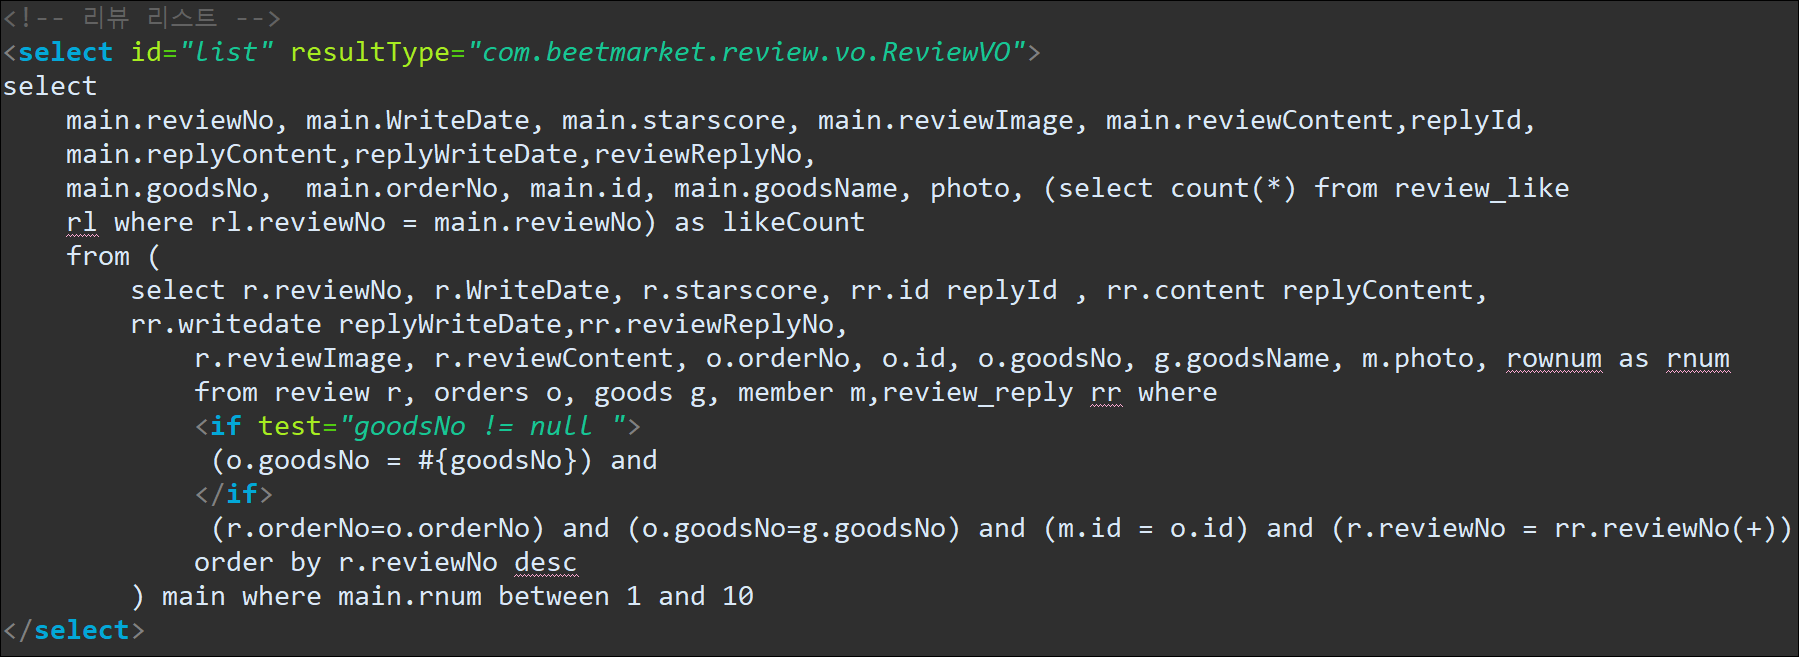 <!-- 리뷰 리스트 -->
<select id="list" resultType="com.beetmarket.review.vo.ReviewVO">
select
    main.reviewNo, main.WriteDate, main.starscore, main.reviewImage, main.reviewContent,replyId,
    main.replyContent,replyWriteDate,reviewReplyNo,
    main.goodsNo,  main.orderNo, main.id, main.goodsName, photo, (select count(*) from review_like
    rl where rl.reviewNo = main.reviewNo) as likeCount
    from (
        select r.reviewNo, r.WriteDate, r.starscore, rr.id replyId , rr.content replyContent,
        rr.writedate replyWriteDate,rr.reviewReplyNo,
            r.reviewImage, r.reviewContent, o.orderNo, o.id, o.goodsNo, g.goodsName, m.photo, rownum as rnum
            from review r, orders o, goods g, member m,review_reply rr where
            <if test="goodsNo != null ">
             (o.goodsNo = #{goodsNo}) and
            </if>
             (r.orderNo=o.orderNo) and (o.goodsNo=g.goodsNo) and (m.id = o.id) and (r.reviewNo = rr.reviewNo(+))
            order by r.reviewNo desc
        ) main where main.rnum between 1 and 10
</select>